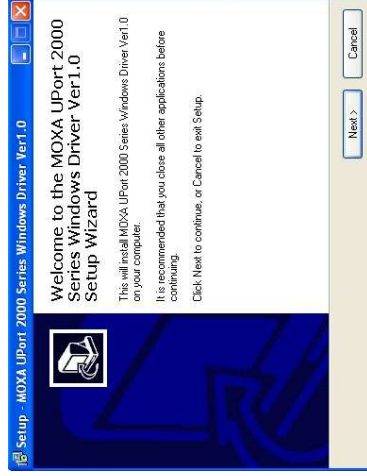 Setup - MOXA UPort 2000 Series Windows Driver Ver1.0
Welcome to the MOXA UPort 2000
Series Windows Driver Ver1.0
Setup Wizard
This will install MOXA UPort 2000 Series Windows Driver Ver1.0
on your computer.
It is recommended that you close all other applications before
continuing.
Click Next to continue, or Cancel to exit Setup.
Next >
Cancel